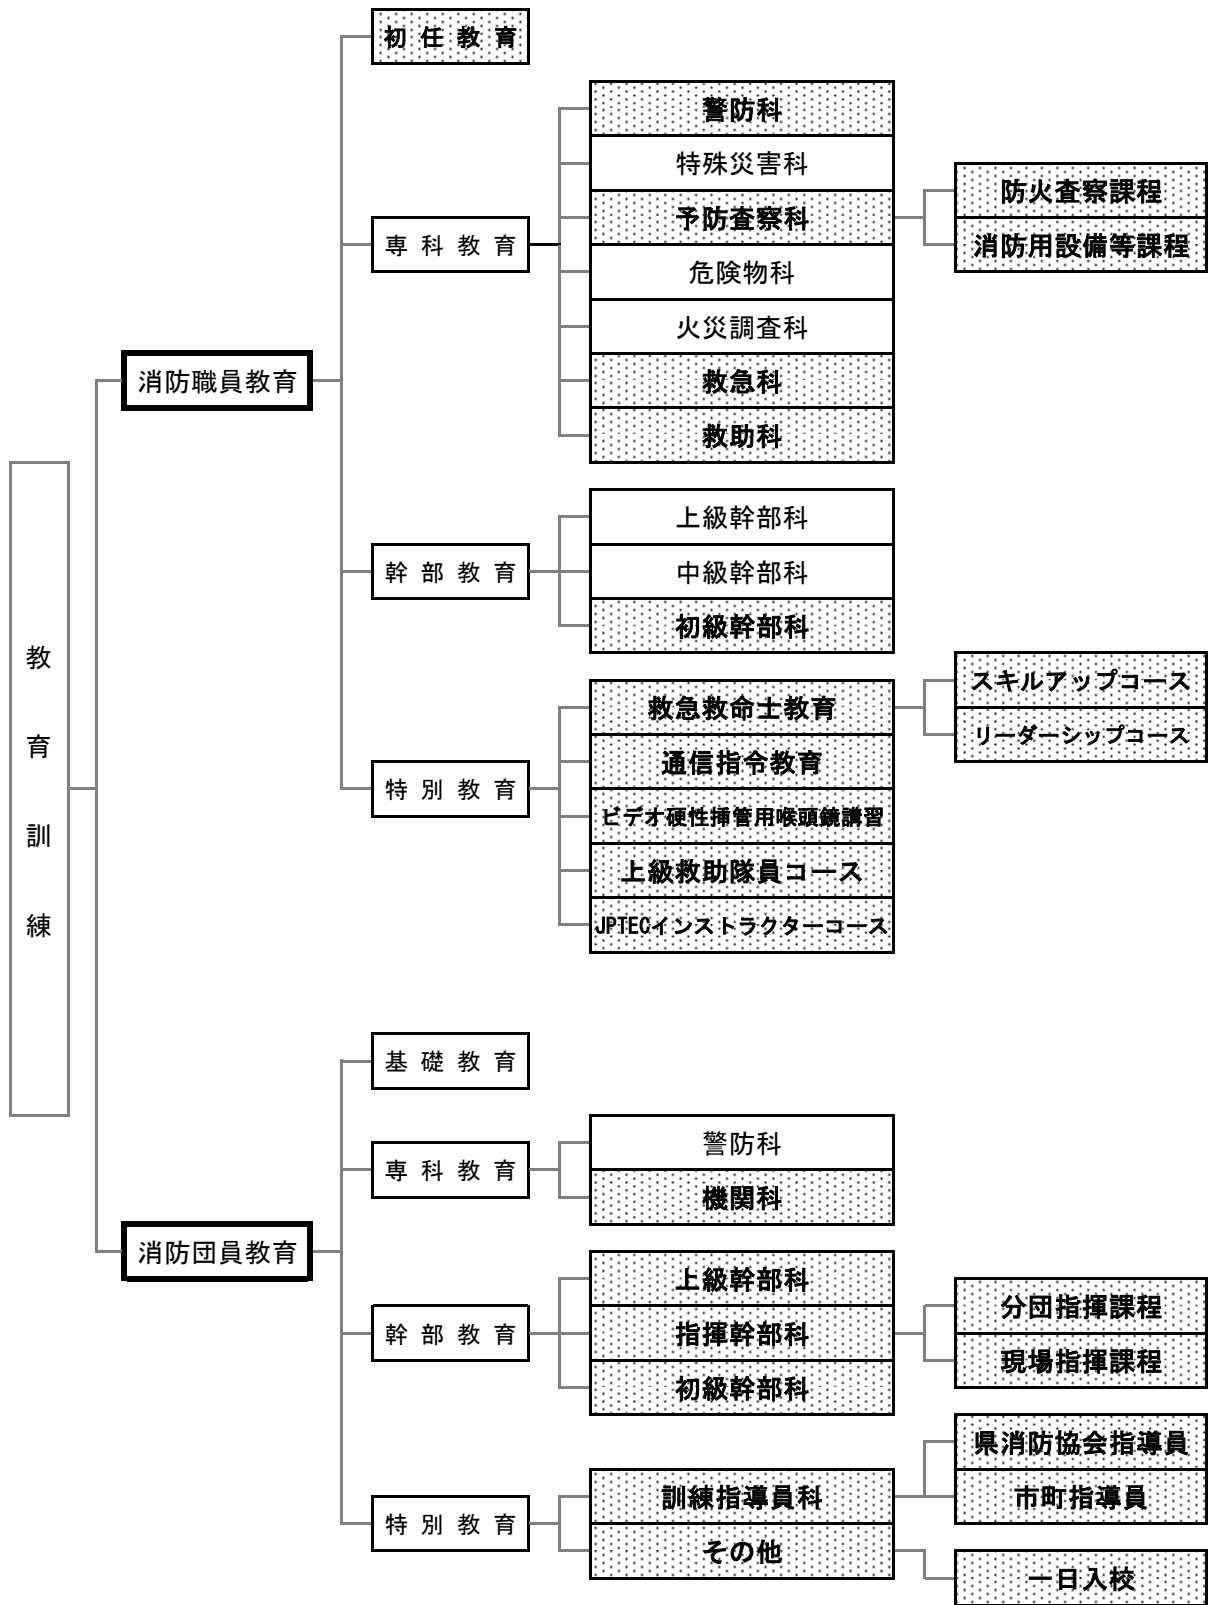 教育訓練
消防職員教育
初任教育
専科教育
警防科
特殊災害科
予防査察科
防火査察課程
消防用設備等課程
危険物科
火災調査科
救急科
救助科
幹部教育
上級幹部科
中級幹部科
初級幹部科
特別教育
救急救命士教育
スキルアップコース
リーダーシップコース
通信指令教育
ビデオ硬性挿管用喉頭鏡講習
上級救助隊員コース
JPTECインストラクターコース
消防団員教育
基礎教育
専科教育
警防科
機関科
幹部教育
上級幹部科
指揮幹部科
分団指揮課程
現場指揮課程
初級幹部科
特別教育
訓練指導員科
県消防協会指導員
市町指導員
その他
一日入校